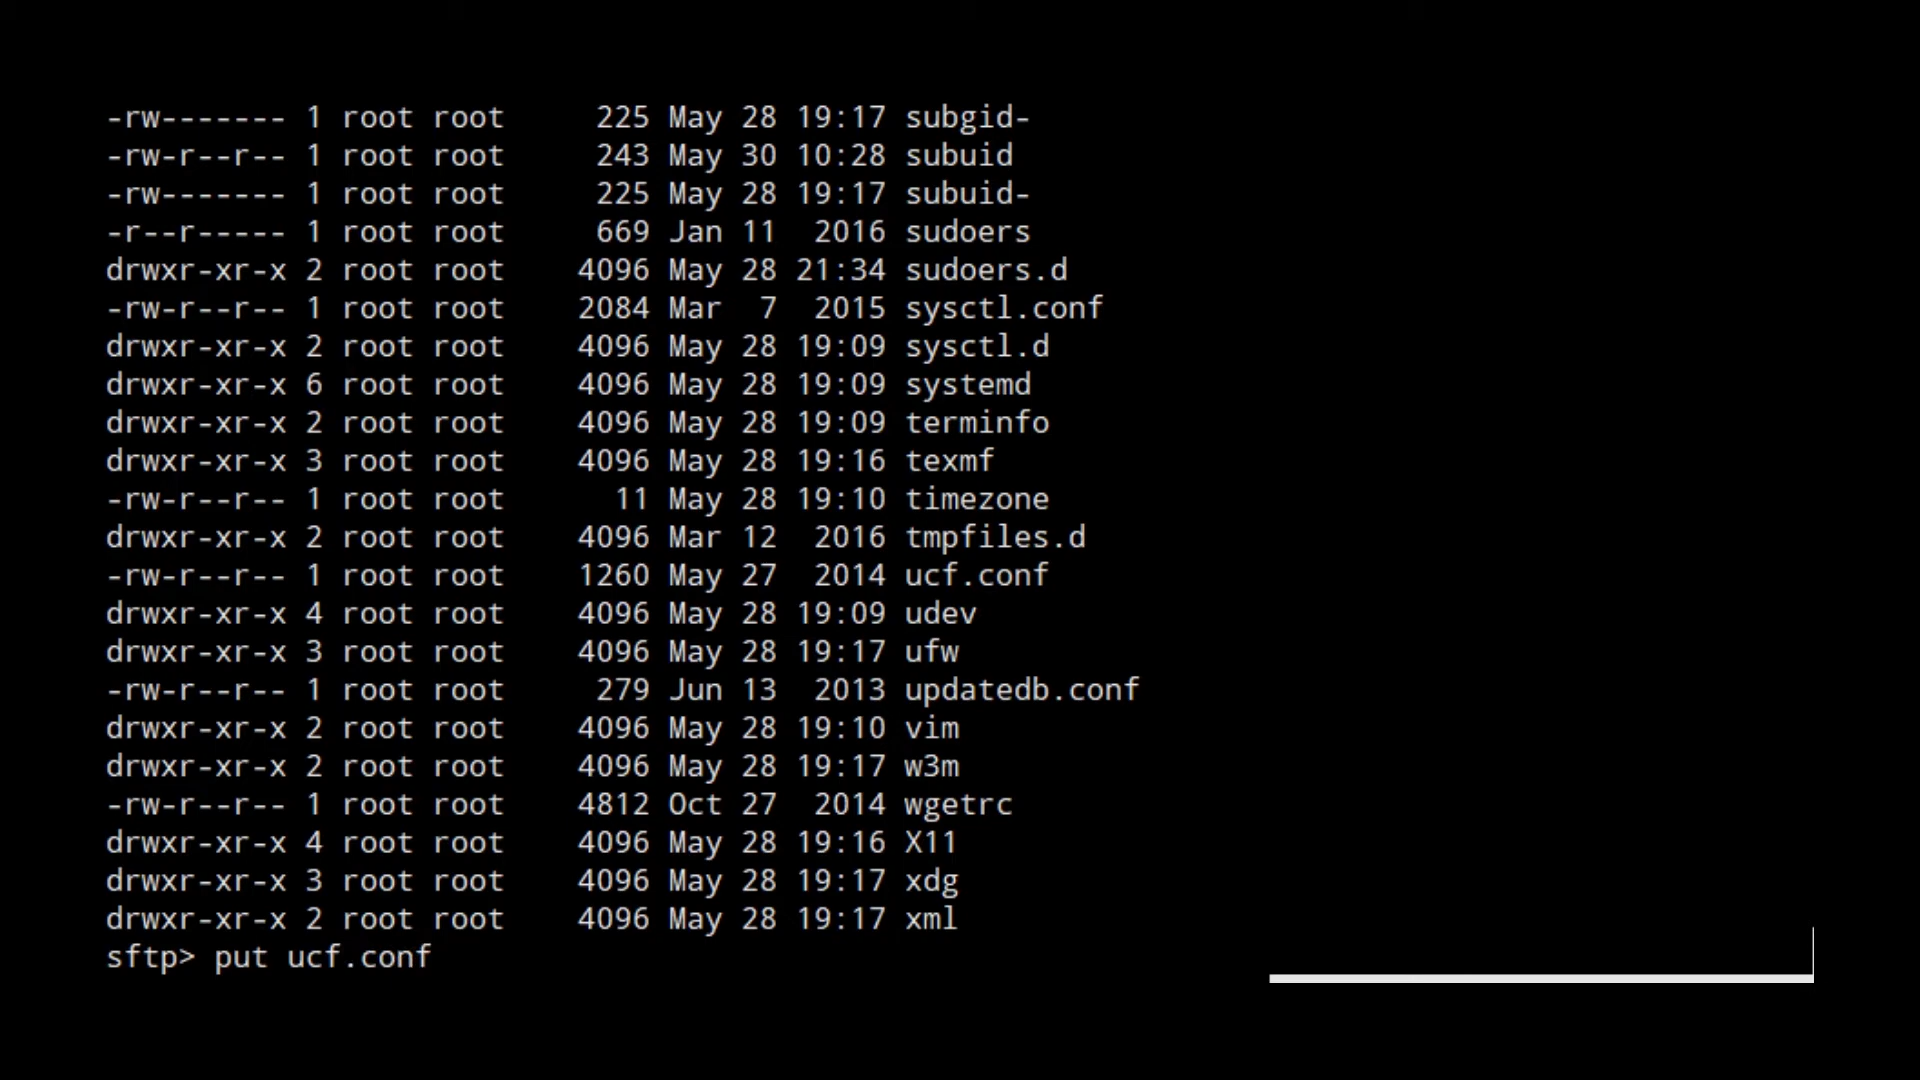 -rw------- 1 root root     225 May 28 19:17 subgid-
-rw-r--r-- 1 root root     243 May 30 10:28 subuid
-rw------- 1 root root     225 May 28 19:17 subuid-
-r--r----- 1 root root     669 Jan 11  2016 sudoers
drwxr-xr-x 2 root root    4096 May 28 21:34 sudoers.d
-rw-r--r-- 1 root root    2084 Mar  7  2015 sysctl.conf
drwxr-xr-x 2 root root    4096 May 28 19:09 sysctl.d
drwxr-xr-x 6 root root    4096 May 28 19:09 systemd
drwxr-xr-x 2 root root    4096 May 28 19:09 terminfo
drwxr-xr-x 3 root root    4096 May 28 19:16 texmf
-rw-r--r-- 1 root root      11 May 28 19:10 timezone
drwxr-xr-x 2 root root    4096 Mar 12  2016 tmpfiles.d
-rw-r--r-- 1 root root    1260 May 27  2014 ucf.conf
drwxr-xr-x 4 root root    4096 May 28 19:09 udev
drwxr-xr-x 3 root root    4096 May 28 19:17 ufw
-rw-r--r-- 1 root root     279 Jun 13  2013 updatedb.conf
drwxr-xr-x 2 root root    4096 May 28 19:10 vim
drwxr-xr-x 2 root root    4096 May 28 19:17 w3m
-rw-r--r-- 1 root root    4812 Oct 27  2014 wgetrc
drwxr-xr-x 4 root root    4096 May 28 19:16 X11
drwxr-xr-x 3 root root    4096 May 28 19:17 xdg
drwxr-xr-x 2 root root    4096 May 28 19:17 xml
sftp> put ucf.conf